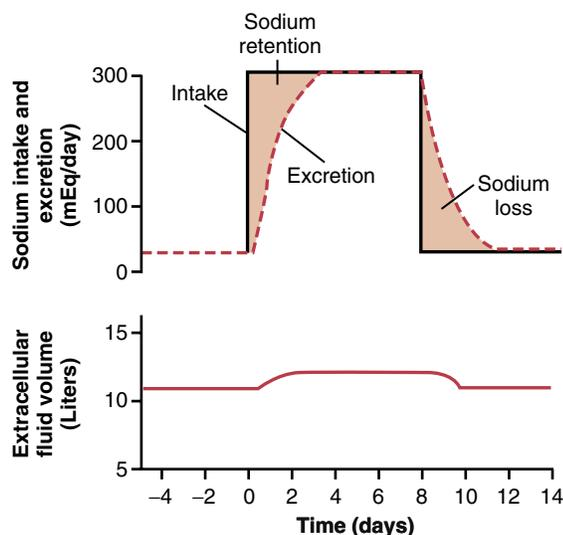 Sodium
retention
Intake
Excretion
Sodium
loss
Sodium intake and
excretion
(mEq/day)
300
200
100
0
Extracellular
fluid volume
(Liters)
15
10
5
−4 −2 0 2 4 6 8 10 12 14
Time (days)